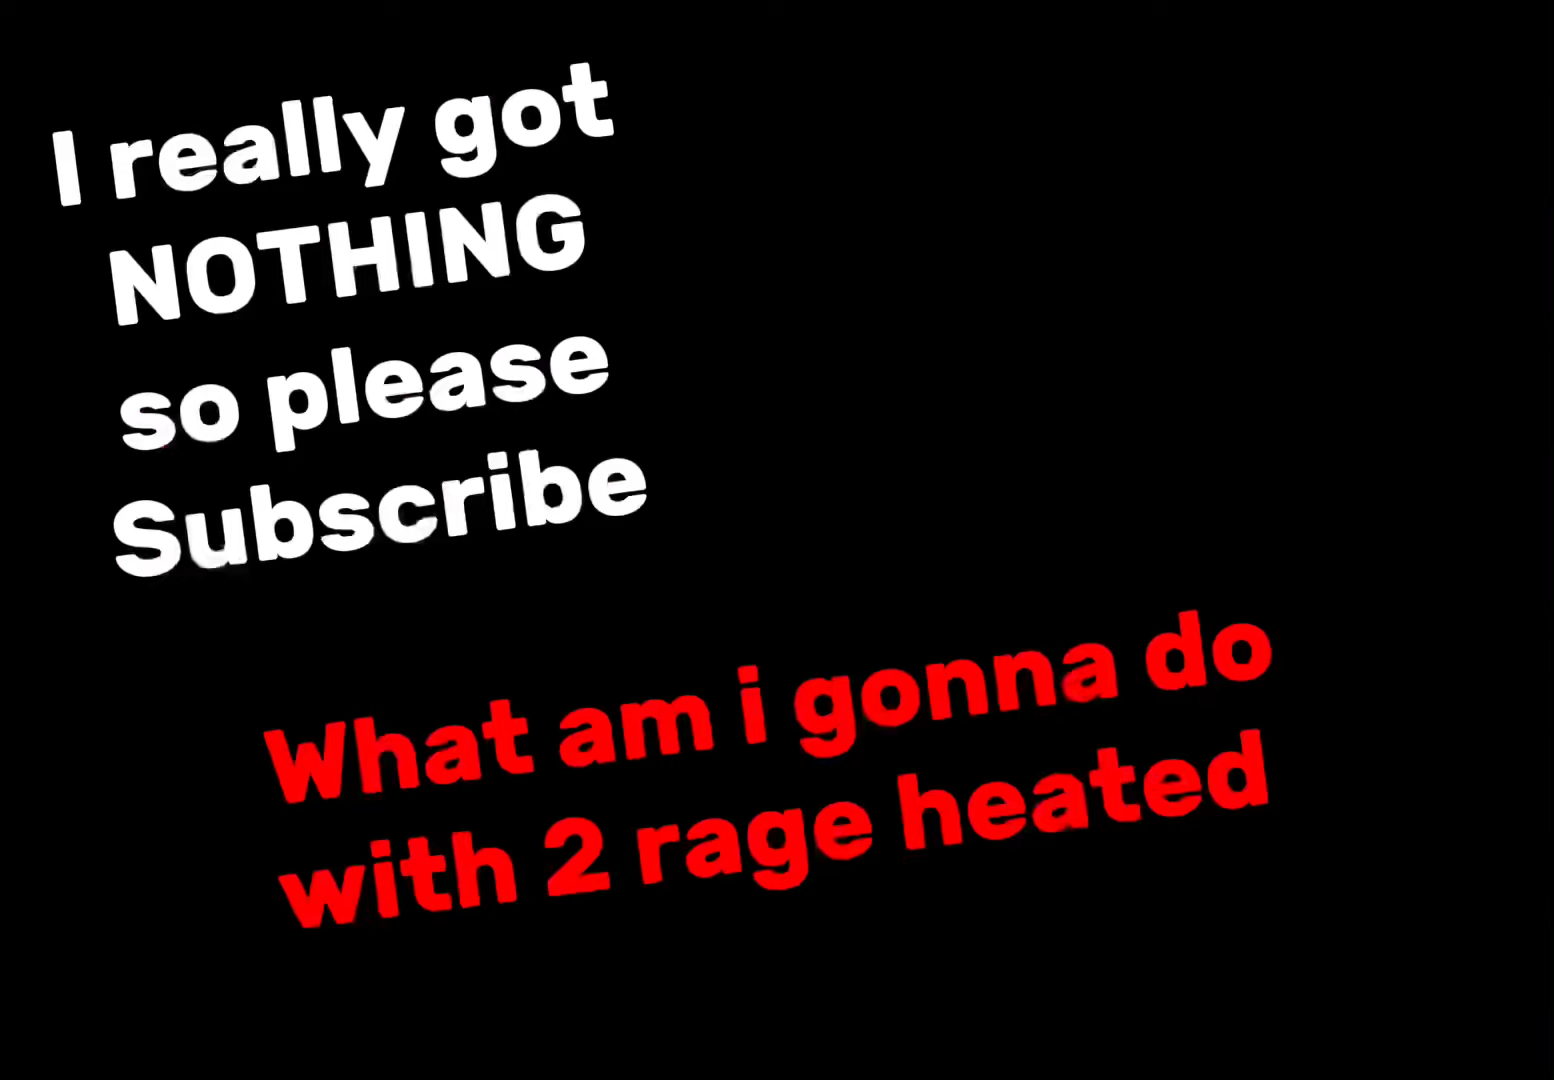 I really got
NOTHING
so please
Subscribe
What am i gonna do
with 2 rage heated